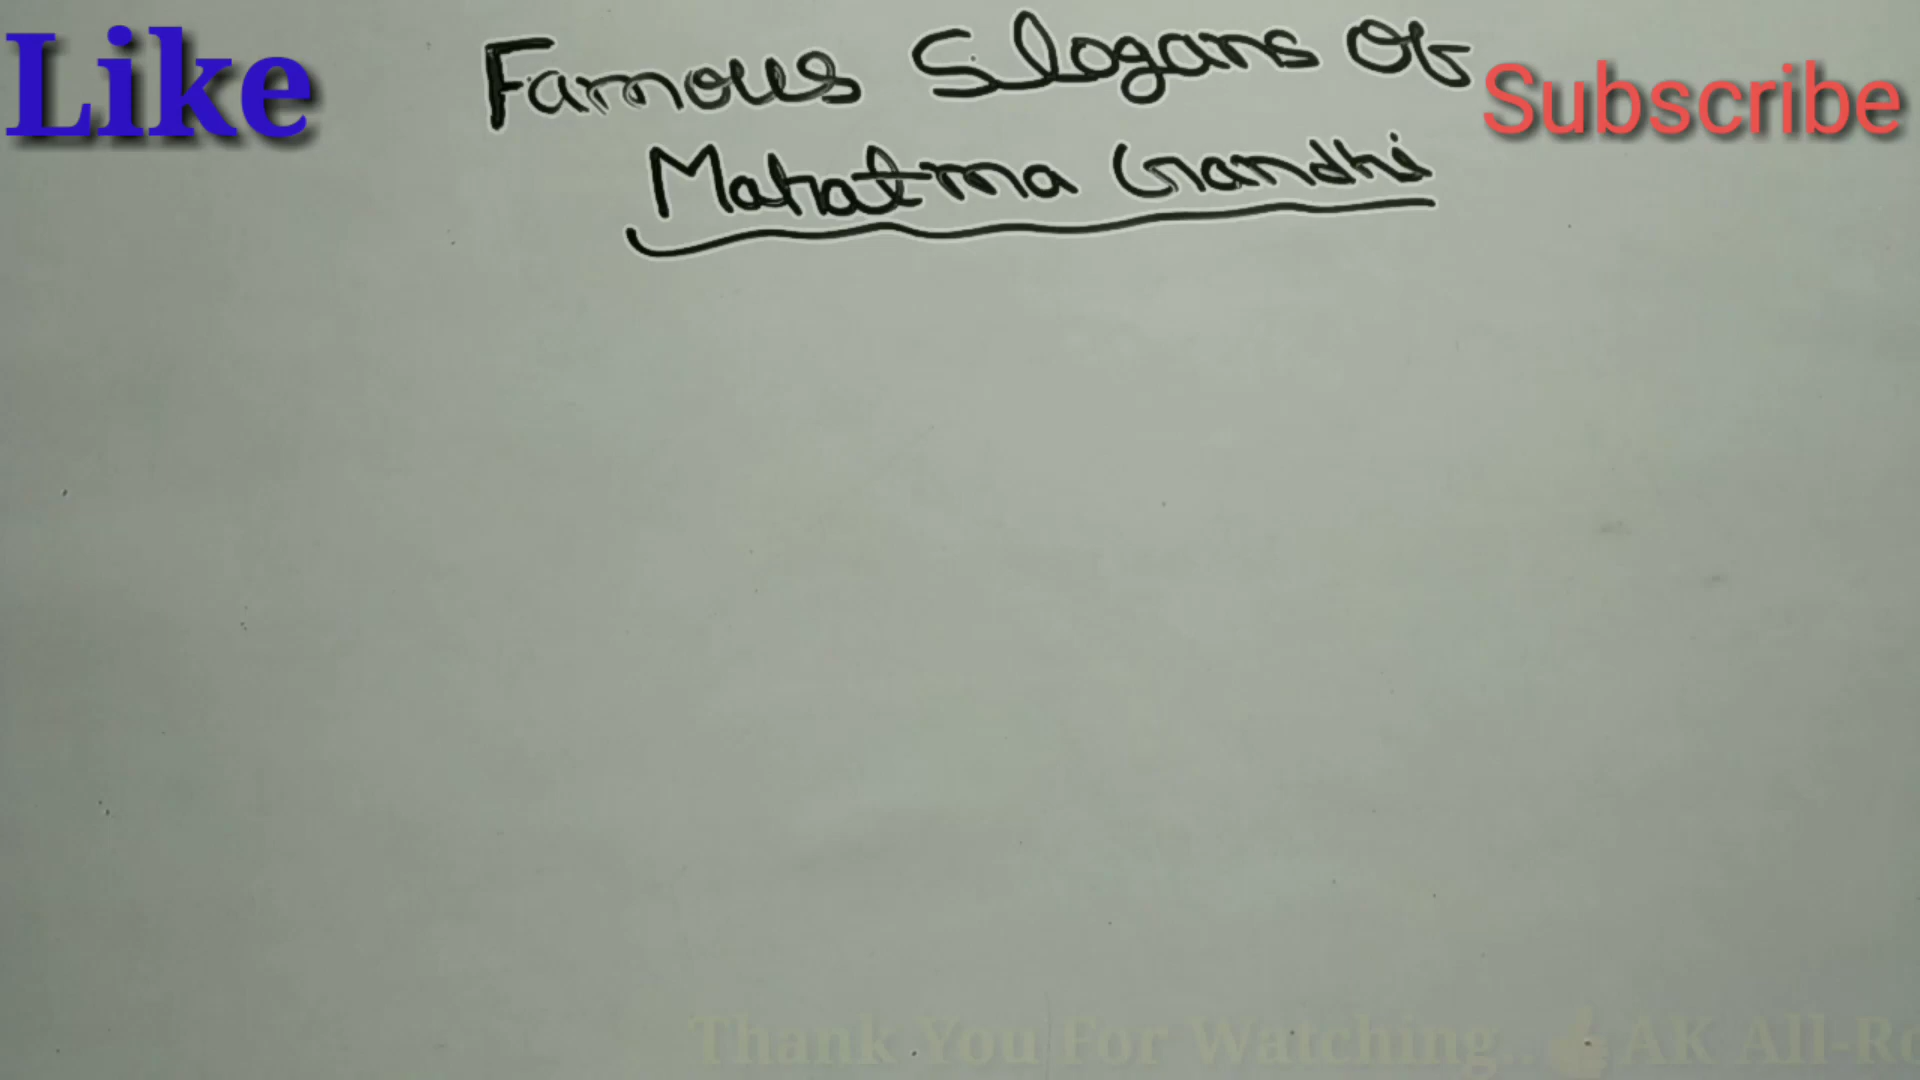 Like
Famous Slogans Of
Subscribe
Mahatma Gandhi
Thank You For Watching.. 👍 AK All-Ro